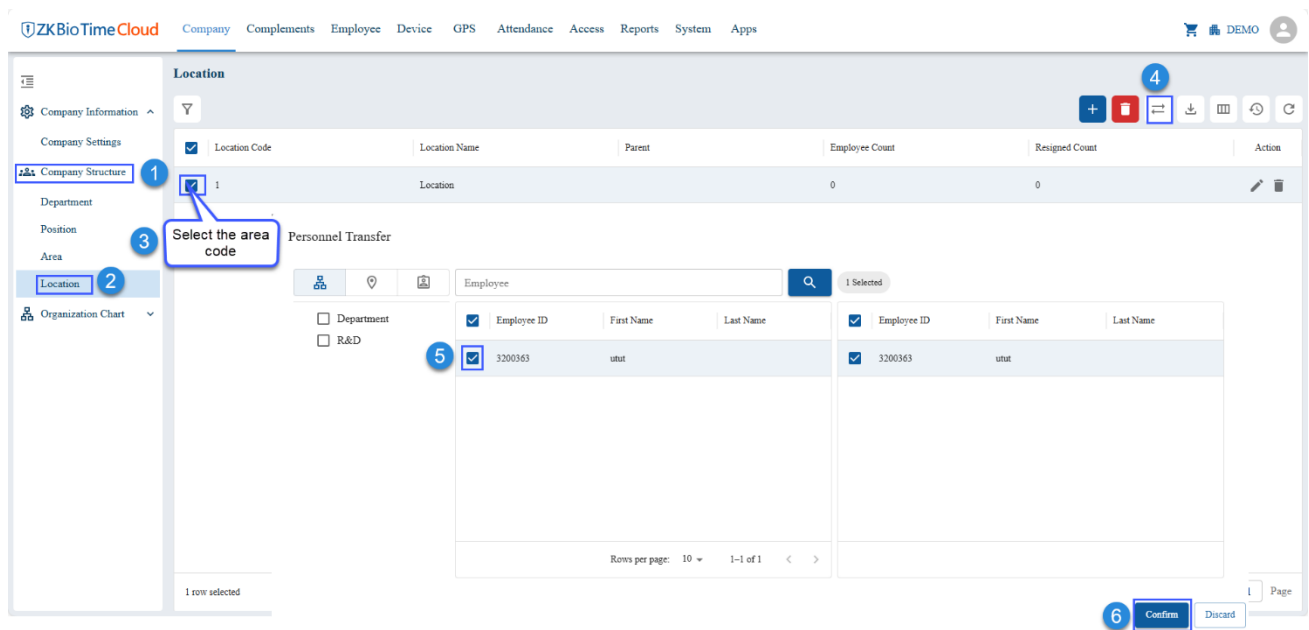 ZKBioTime Cloud Company Complements Employee Device GPS Attendance Access Reports System Apps DEMO
Location
4
Company Information
Company Settings
Location Code Location Name Parent Employee Count Resigned Count Action
Company Structure 1
1 Location 0 0
Department
Position
3
Select the area
code
Personnel Transfer
Area
Location 2
Employee 1 Selected
Organization Chart
Department
Employee ID First Name Last Name Employee ID First Name Last Name
R&D
5 3200363 utut 3200363 utut
Rows per page: 10 1–1 of 1
1 row selected 1 Page
6 Confirm Discard